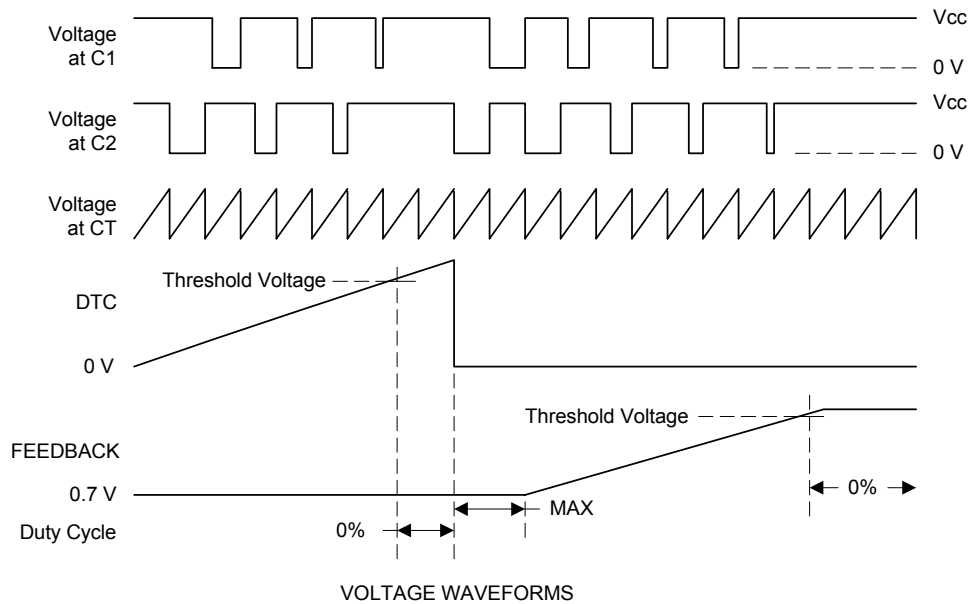 Voltage
at C1
Vcc
0 V
Voltage
at C2
Vcc
0 V
Voltage
at CT
Threshold Voltage
DTC
0 V
Threshold Voltage
FEEDBACK
0.7 V
0%
MAX
Duty Cycle
0%
VOLTAGE WAVEFORMS